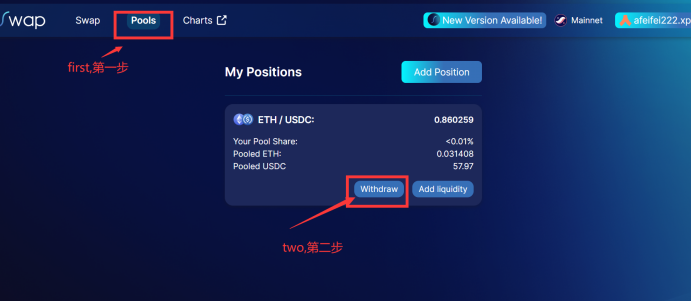 Swap
Swap
Pools
Charts
New Version Available!
Mainnet
afeifei222.xp
first,第一步
My Positions
Add Position
ETH / USDC:
0.860259
Your Pool Share:
<0.01%
Pooled ETH:
0.031408
Pooled USDC
57.97
Withdraw
Add liquidity
two,第二步